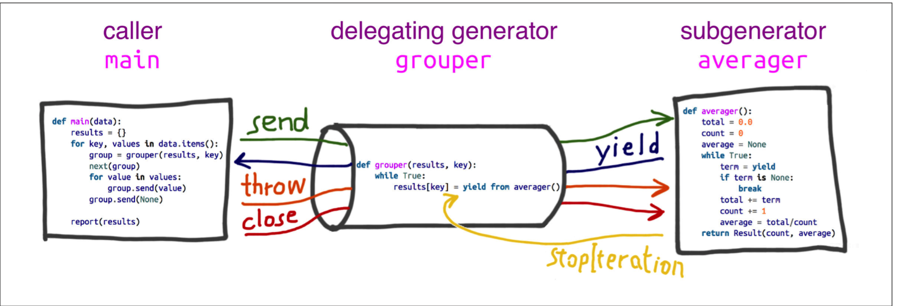 caller
main
delegating generator
grouper
subgenerator
averager
def main(data):
    results = {}
    for key, values in data.items():
        group = grouper(results, key)
        next(group)
        for value in values:
            group.send(value)
        group.send(None)

    report(results)
send
throw
close
def grouper(results, key):
    while True:
        results[key] = yield from averager()
yield
StopIteration
def averager():
    total = 0.0
    count = 0
    average = None
    while True:
        term = yield
        if term is None:
            break
        total += term
        count += 1
        average = total/count
    return Result(count, average)